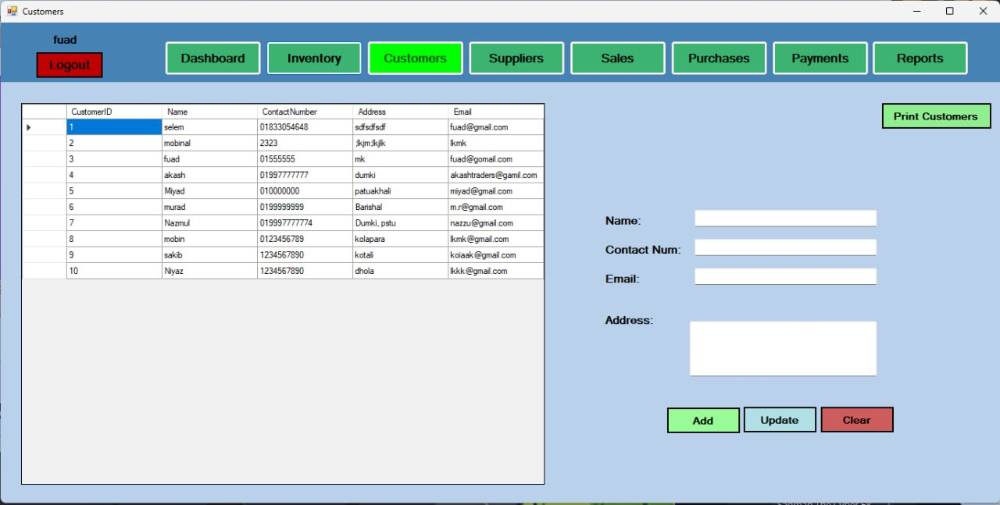 Customers
fuad
Logout
Dashboard Inventory Customers Suppliers Sales Purchases Payments Reports
Print Customers
CustomerID Name ContactNumber Address Email
1 selem 01833054648 sdfsdfsdf fuad@gmail.com
2 mobinal 2323 ;lkjm;lkjlk lkmk
3 fuad 01555555 mk fuad@gomail.com
4 akash 01997777777 dumki akashtraders@gamil.com
5 Miyad 010000000 patuakhali miyad@gmail.com
6 murad 0199999999 Barishal m.r@gmail.com
7 Nazmul 019997777774 Dumki, pstu nazzu@gmail.com
8 mobin 0123456789 kolapara lkmk@gmail.com
9 sakib 1234567890 kotali koiaak@gmail.com
10 Niyaz 1234567890 dhola lkkk@gmail.com
Name:
Contact Num:
Email:
Address:
Add Update Clear